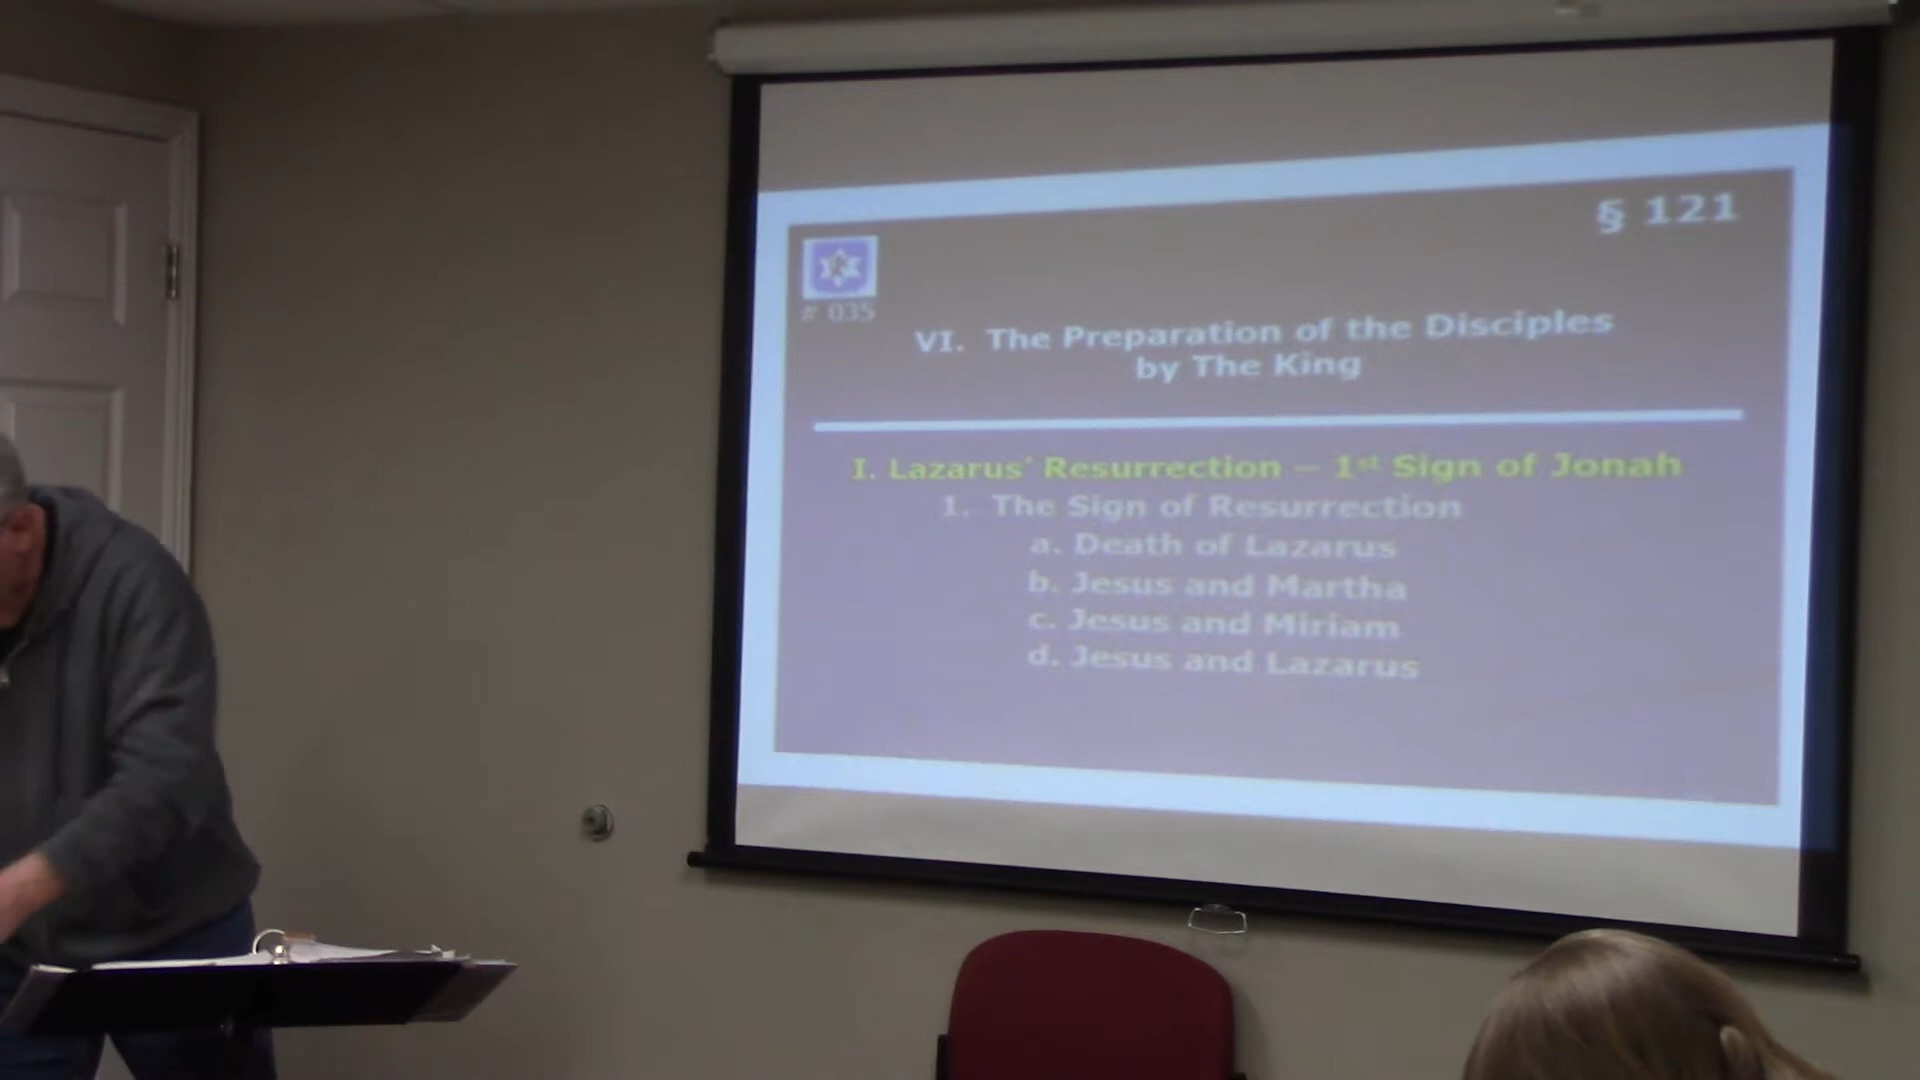 § 121
# 035
VI. The Preparation of the Disciples
by The King
I. Lazarus' Resurrection – 1st Sign of Jonah
1. The Sign of Resurrection
a. Death of Lazarus
b. Jesus and Martha
c. Jesus and Miriam
d. Jesus and Lazarus